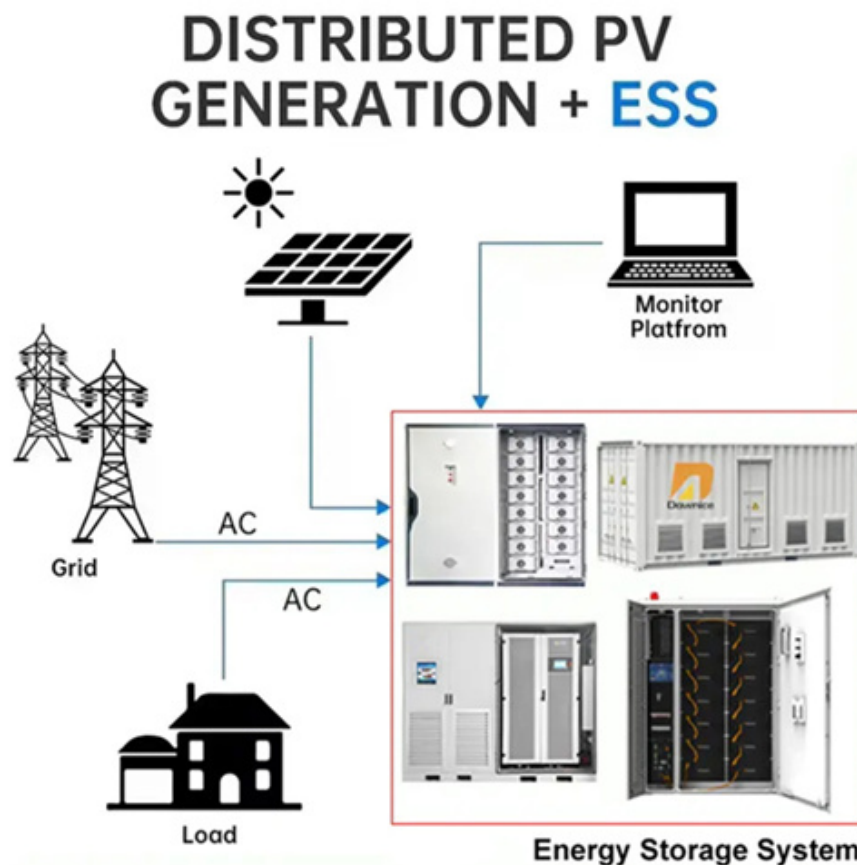 DISTRIBUTED PV
GENERATION + ESS
Monitor
Platfrom
AC
Grid
AC
Load
Energy Storage System